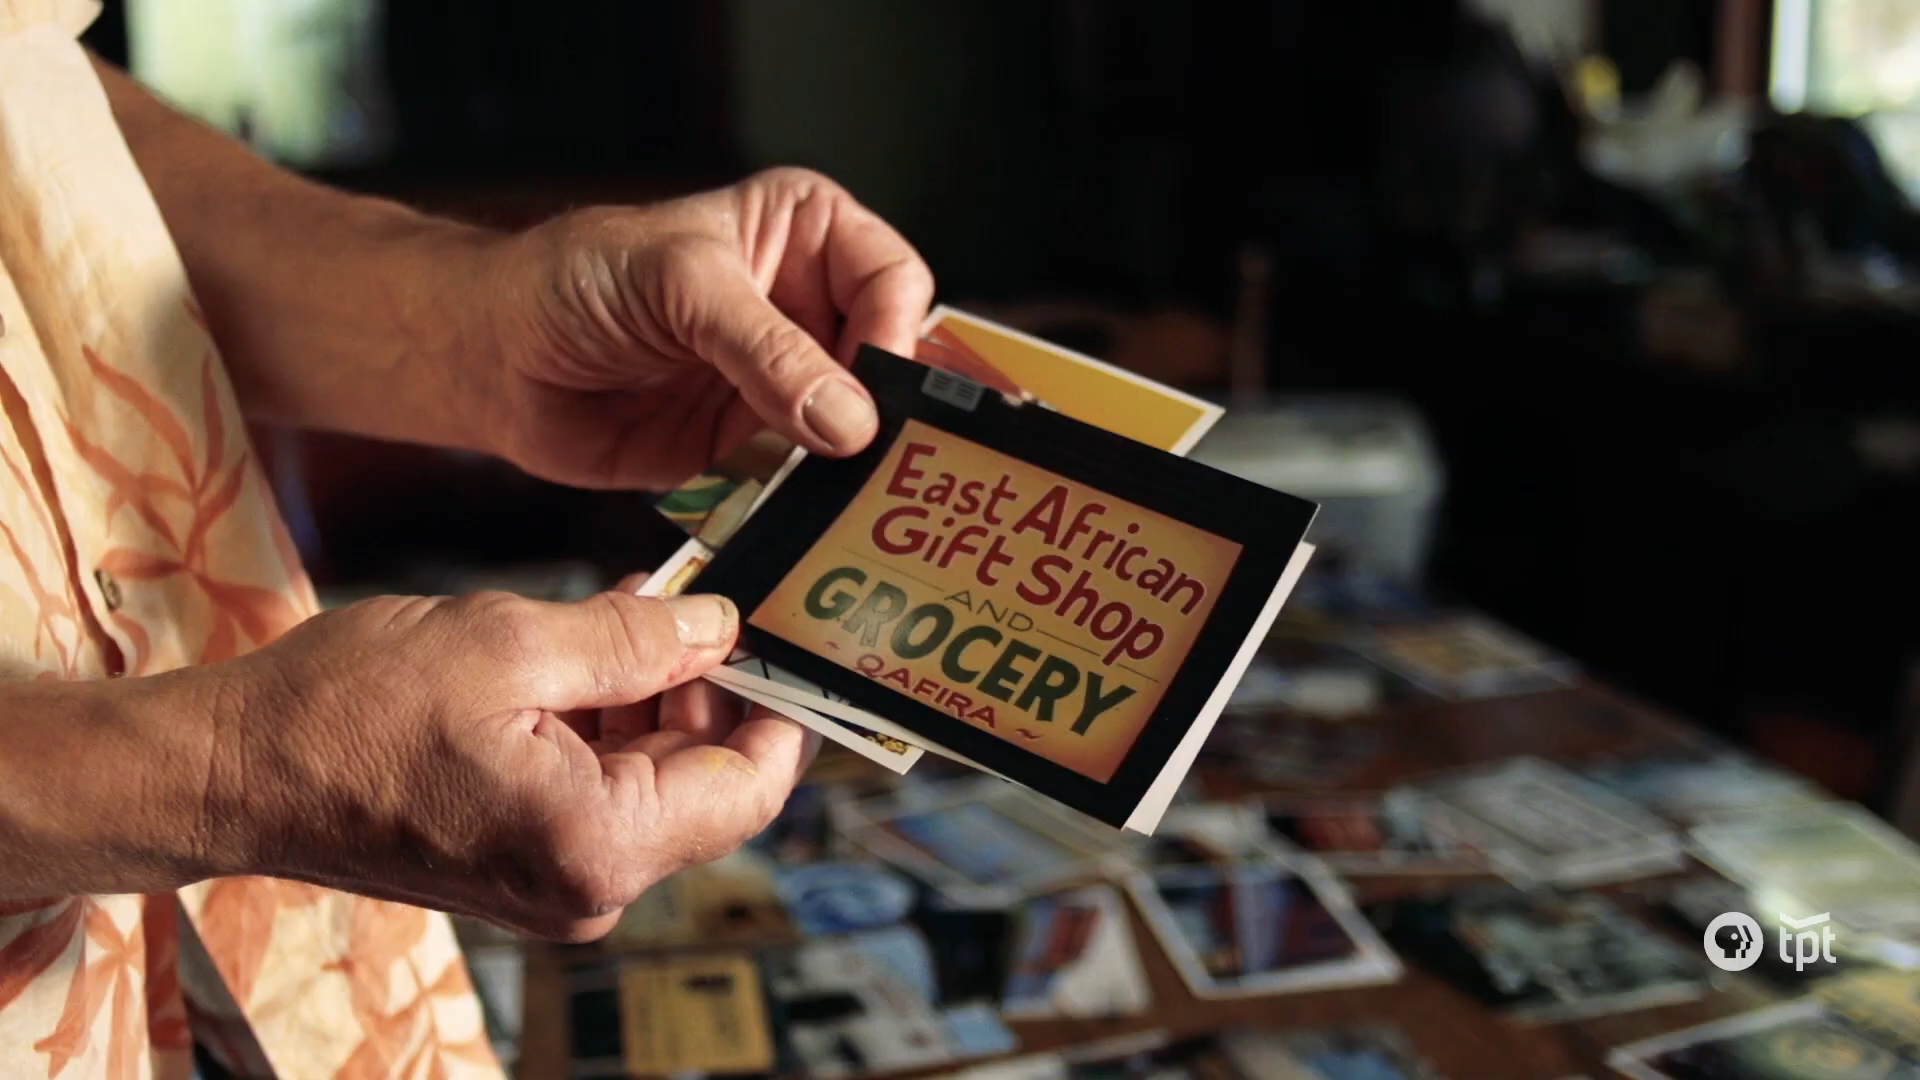 East African
Gift Shop
AND
GROCERY
~ QAFIRA ~
tpt